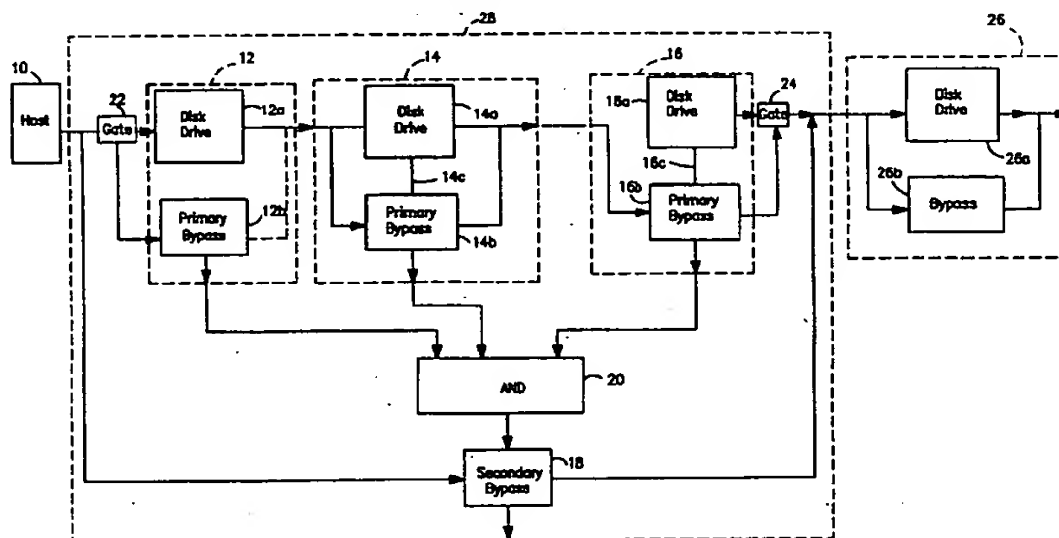 28
26
10
12
14
16
24
22
Host
Gate
Disk
Drive
12a
Disk
Drive
14a
16a
Disk
Drive
Gate
Disk
Drive
26a
14c
16c
16b
26b
Primary
Bypass
12b
Primary
Bypass
14b
Primary
Bypass
Bypass
AND
20
Secondary
Bypass
18